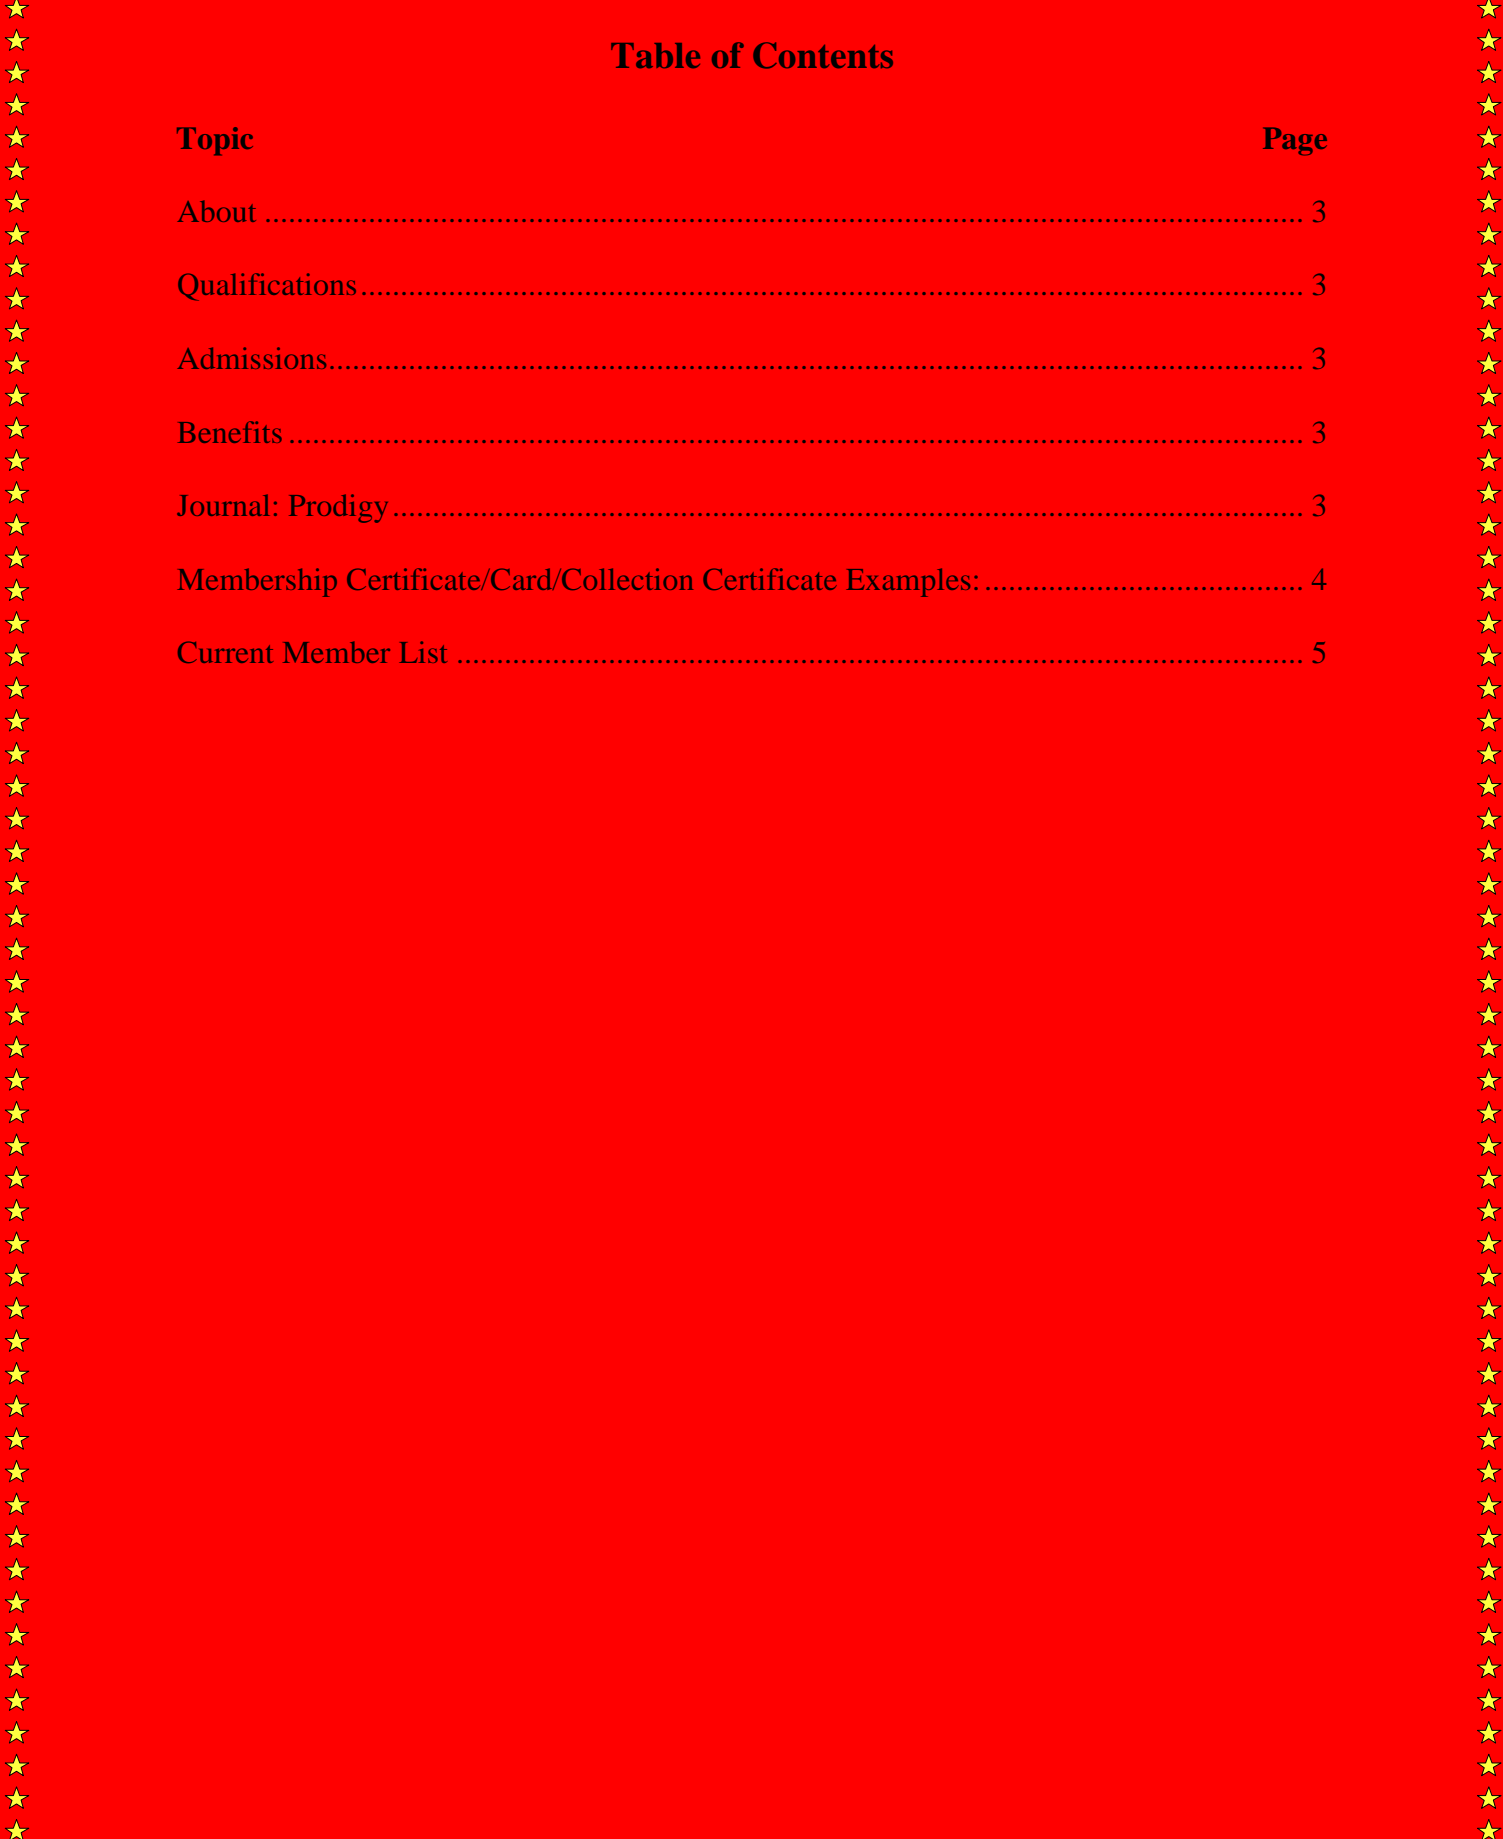 Table of Contents
Topic Page
About ........................................................................................................................................ 3
Qualifications ........................................................................................................................................ 3
Admissions ........................................................................................................................................ 3
Benefits ........................................................................................................................................ 3
Journal: Prodigy ........................................................................................................................................ 3
Membership Certificate/Card/Collection Certificate Examples: ........................................ 4
Current Member List ........................................................................................................... 5